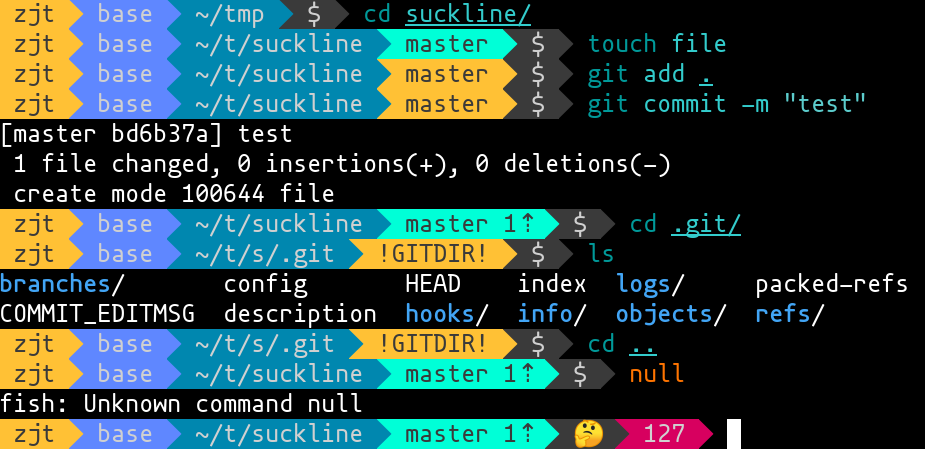 zjt base ~/tmp $ cd suckline/
zjt base ~/t/suckline master $ touch file
zjt base ~/t/suckline master $ git add .
zjt base ~/t/suckline master $ git commit -m "test"
[master bd6b37a] test
 1 file changed, 0 insertions(+), 0 deletions(-)
 create mode 100644 file
zjt base ~/t/suckline master 1⇡ $ cd .git/
zjt base ~/t/s/.git !GITDIR! $ ls
branches/ config HEAD index logs/ packed-refs
COMMIT_EDITMSG description hooks/ info/ objects/ refs/
zjt base ~/t/s/.git !GITDIR! $ cd ..
zjt base ~/t/suckline master 1⇡ $ null
fish: Unknown command null
zjt base ~/t/suckline master 1⇡ 🤔 127